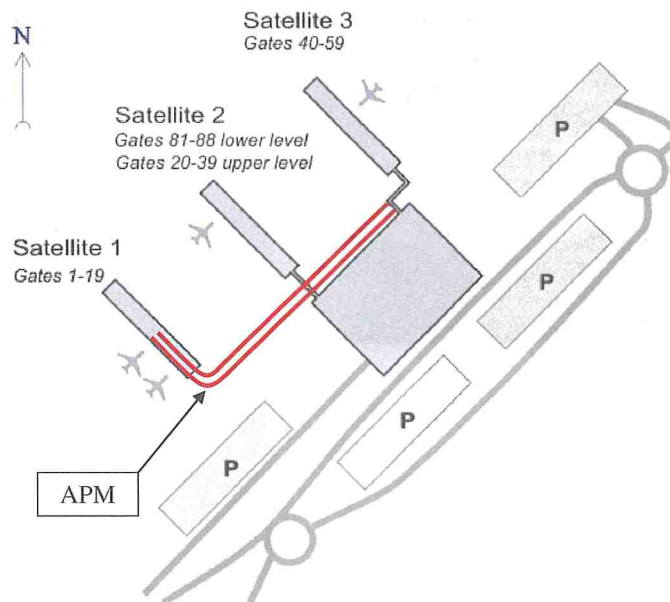 N
Satellite 3
Gates 40-59
Satellite 2
Gates 81-88 lower level
Gates 20-39 upper level
Satellite 1
Gates 1-19
APM
P
P
P
P